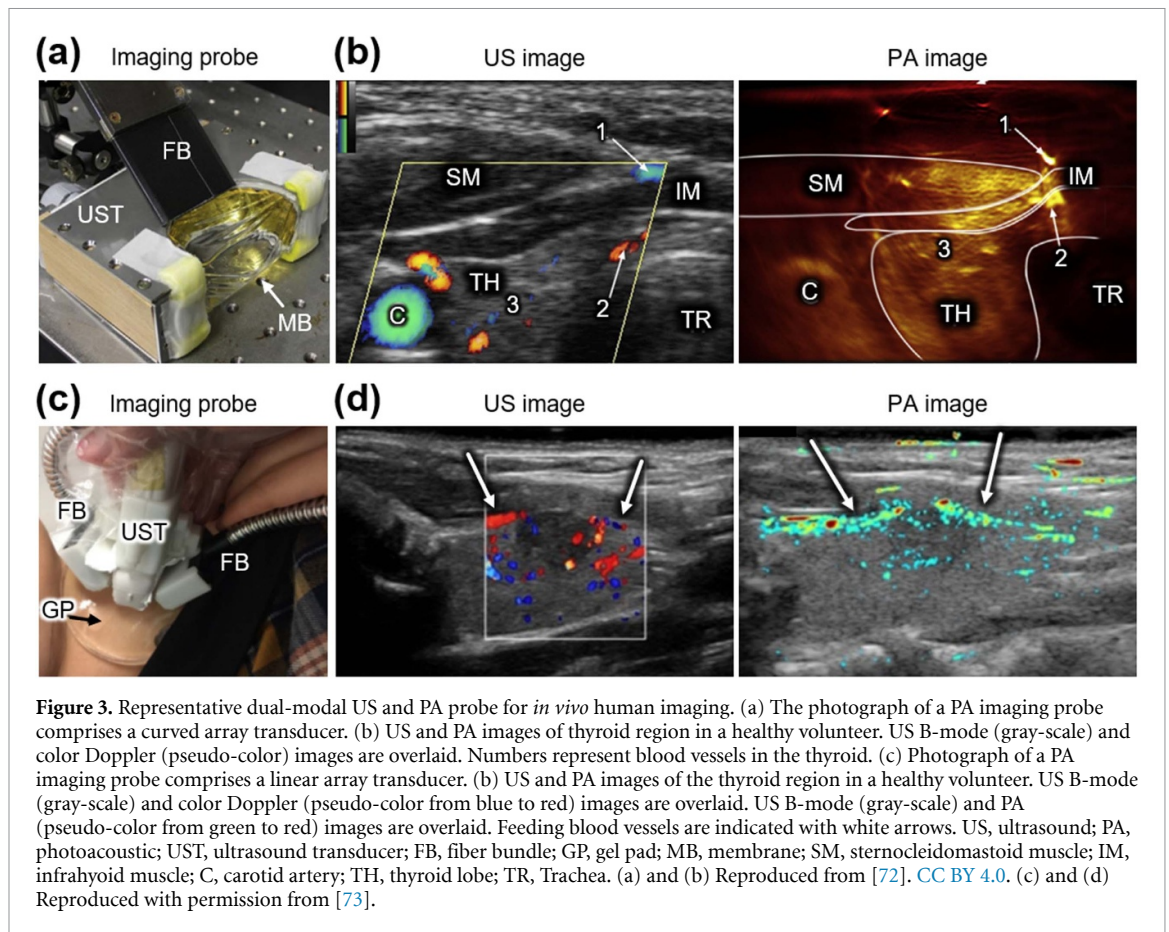 (a) Imaging probe
(b) US image
PA image
FB
UST
MB
1
SM
IM
TH
3
2
C
TR
1
SM
IM
3
2
C
TH
TR
(c) Imaging probe
(d) US image
PA image
FB
UST
FB
GP
Figure 3. Representative dual-modal US and PA probe for in vivo human imaging. (a) The photograph of a PA imaging probe
comprises a curved array transducer. (b) US and PA images of thyroid region in a healthy volunteer. US B-mode (gray-scale) and
color Doppler (pseudo-color) images are overlaid. Numbers represent blood vessels in the thyroid. (c) Photograph of a PA
imaging probe comprises a linear array transducer. (b) US and PA images of the thyroid region in a healthy volunteer. US B-mode
(gray-scale) and color Doppler (pseudo-color from blue to red) images are overlaid. US B-mode (gray-scale) and PA
(pseudo-color from green to red) images are overlaid. Feeding blood vessels are indicated with white arrows. US, ultrasound; PA,
photoacoustic; UST, ultrasound transducer; FB, fiber bundle; GP, gel pad; MB, membrane; SM, sternocleidomastoid muscle; IM,
infrahyoid muscle; C, carotid artery; TH, thyroid lobe; TR, Trachea. (a) and (b) Reproduced from [72]. CC BY 4.0. (c) and (d)
Reproduced with permission from [73].